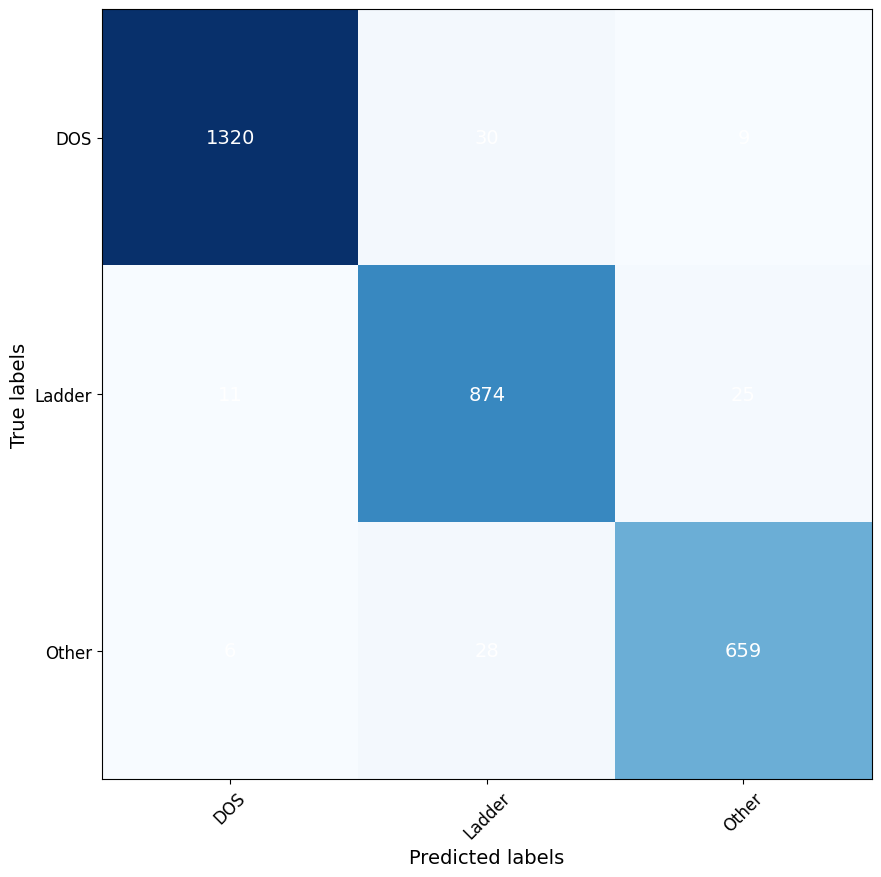 DOS 1320 30 9
Ladder 11 874 25
Other 6 28 659
DOS Ladder Other
Predicted labels
True labels